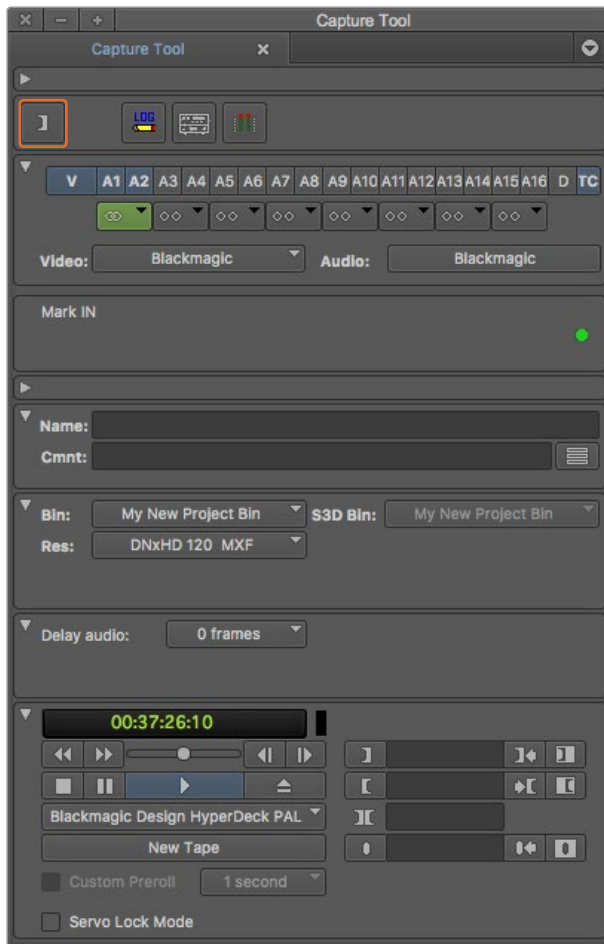 Capture Tool
Capture Tool
LOG
V A1 A2 A3 A4 A5 A6 A7 A8 A9 A10 A11 A12 A13 A14 A15 A16 D TC
Video: Blackmagic Audio: Blackmagic
Mark IN
Name:
Cmnt:
Bin: My New Project Bin S3D Bin: My New Project Bin
Res: DNxHD 120 MXF
Delay audio: 0 frames
00:37:26:10
Blackmagic Design HyperDeck PAL
New Tape
Custom Preroll 1 second
Servo Lock Mode